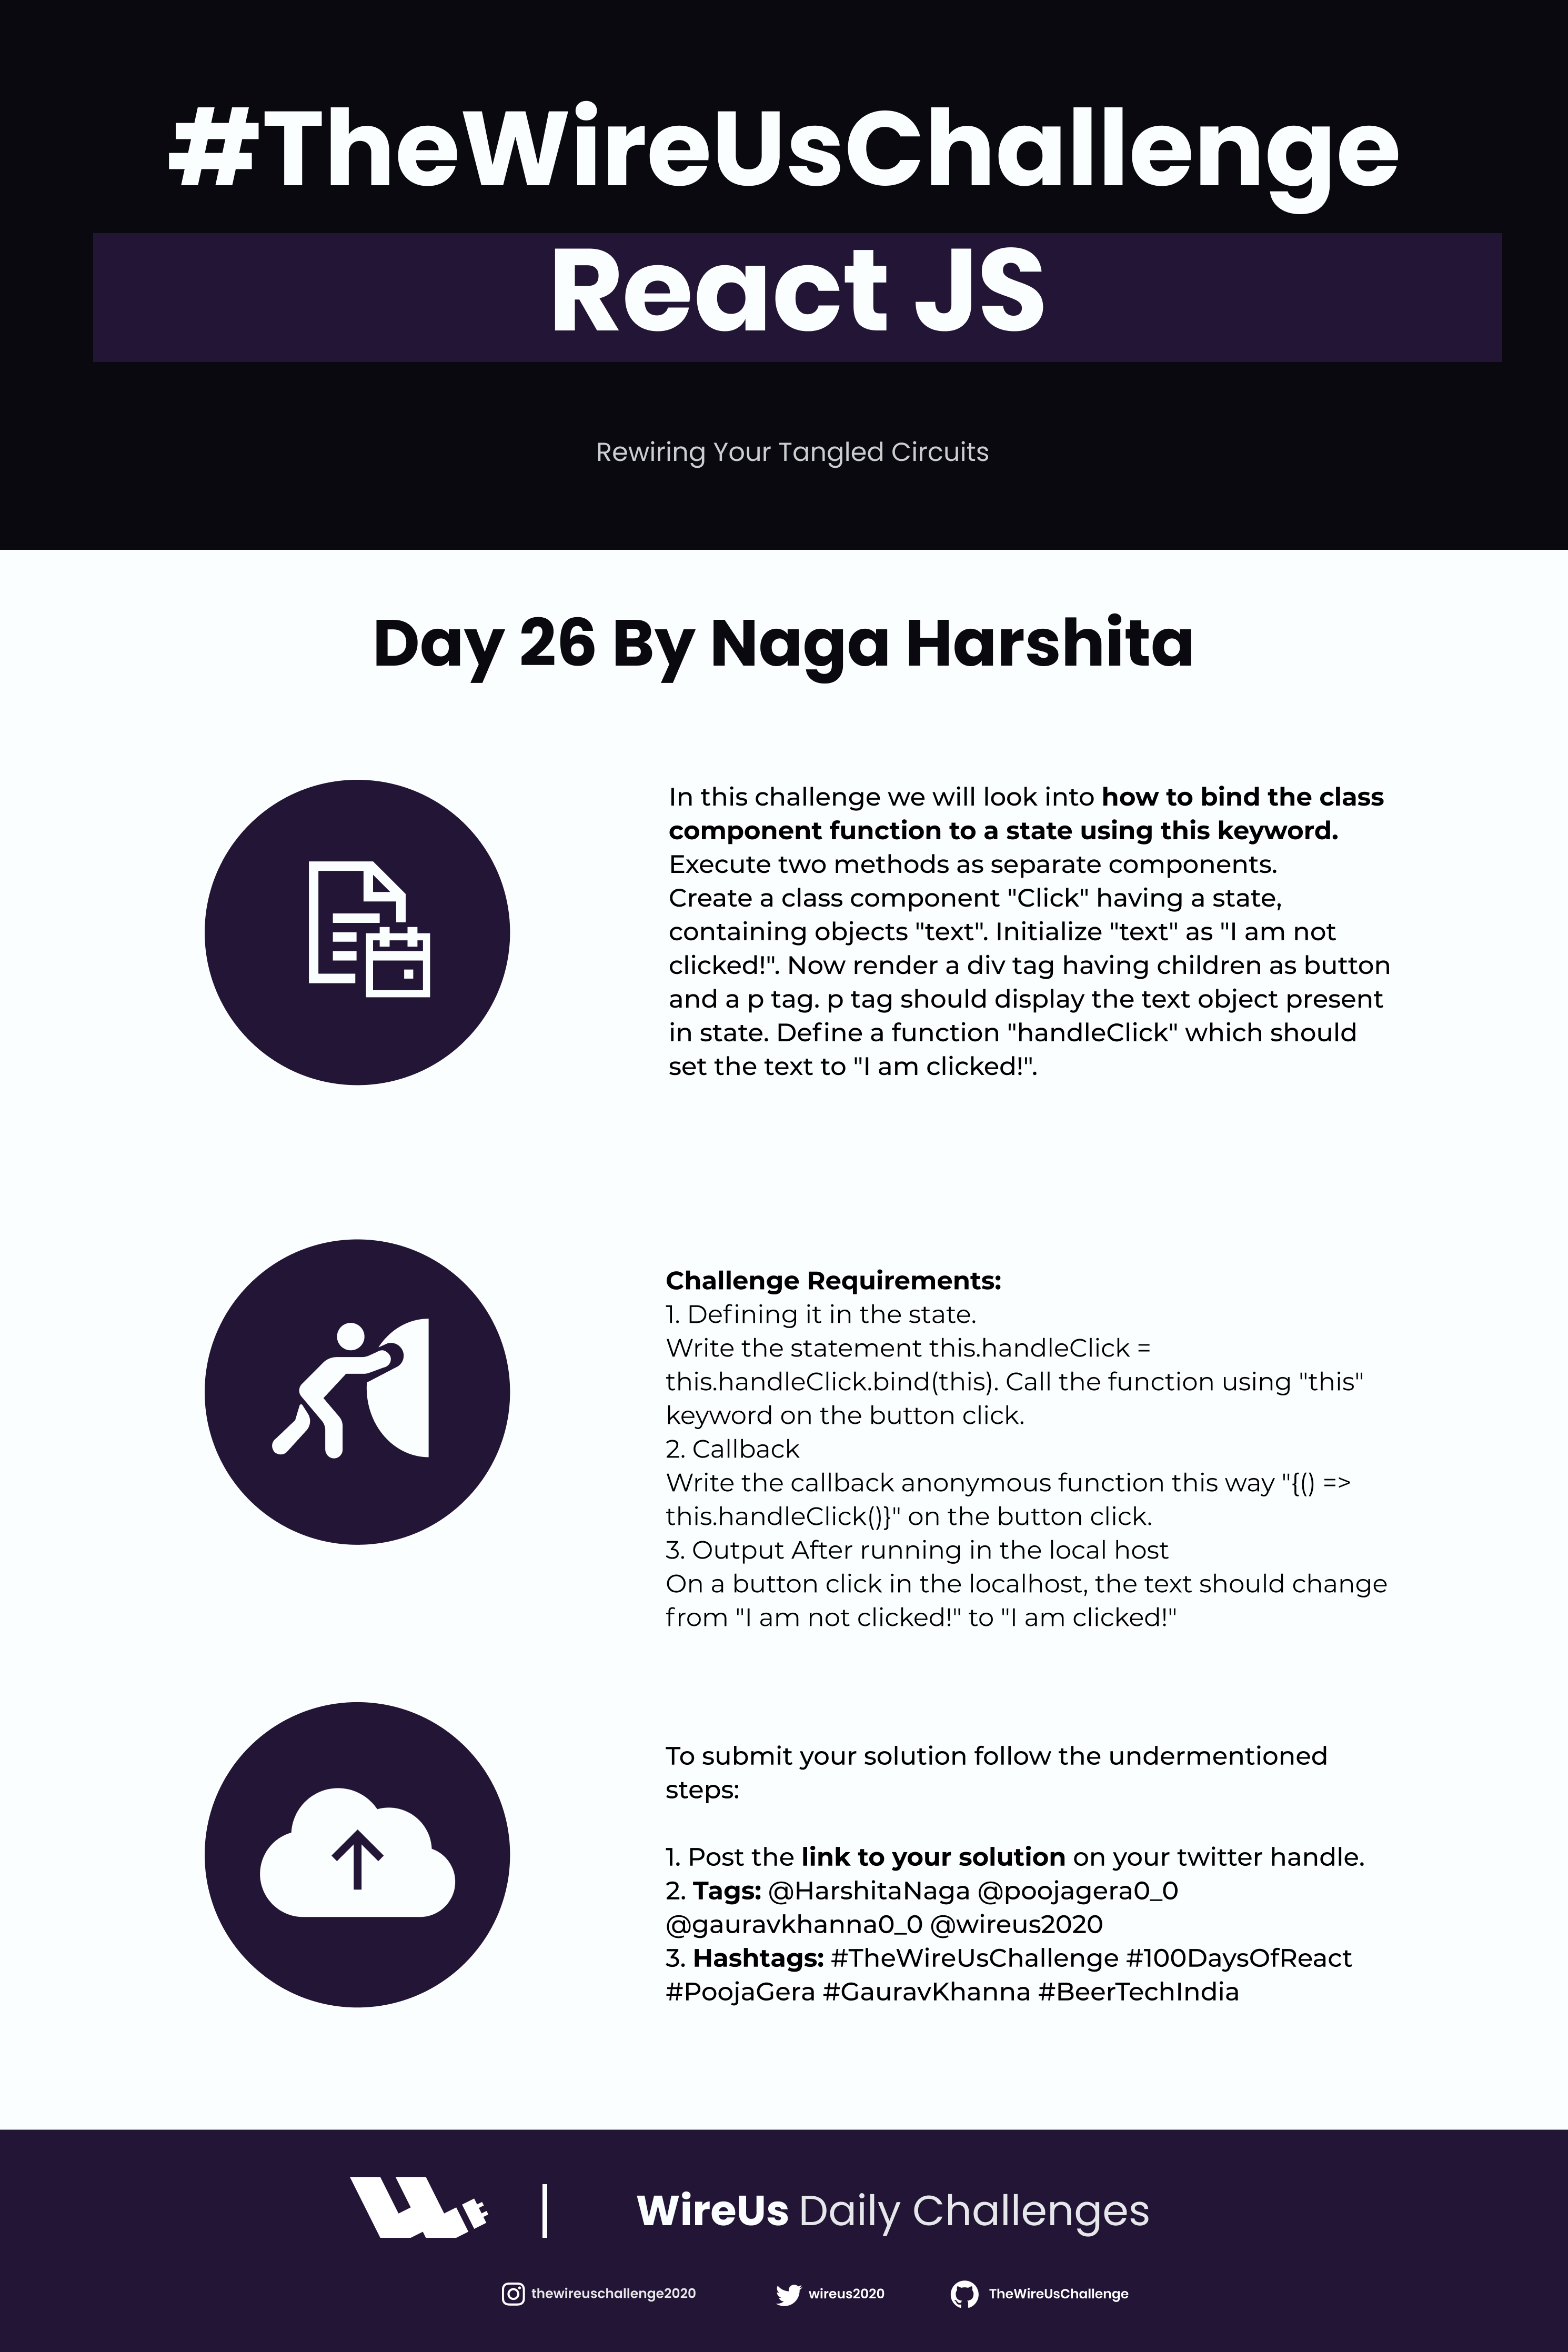 #TheWireUsChallenge
React JS
Rewiring Your Tangled Circuits
Day 26 By Naga Harshita
In this challenge we will look into how to bind the class
component function to a state using this keyword.
Execute two methods as separate components.
Create a class component "Click" having a state,
containing objects "text". Initialize "text" as "I am not
clicked!". Now render a div tag having children as button
and a p tag. p tag should display the text object present
in state. Define a function "handleClick" which should
set the text to "I am clicked!".
Challenge Requirements:
1. Defining it in the state.
Write the statement this.handleClick =
this.handleClick.bind(this). Call the function using "this"
keyword on the button click.
2. Callback
Write the callback anonymous function this way "{() =>
this.handleClick()}" on the button click.
3. Output After running in the local host
On a button click in the localhost, the text should change
from "I am not clicked!" to "I am clicked!"
To submit your solution follow the undermentioned
steps:
1. Post the link to your solution on your twitter handle.
2. Tags: @HarshitaNaga @poojagera0_0
@gauravkhanna0_0 @wireus2020
3. Hashtags: #TheWireUsChallenge #100DaysOfReact
#PoojaGera #GauravKhanna #BeerTechIndia
WireUs Daily Challenges
thewireuschallenge2020
wireus2020
TheWireUsChallenge